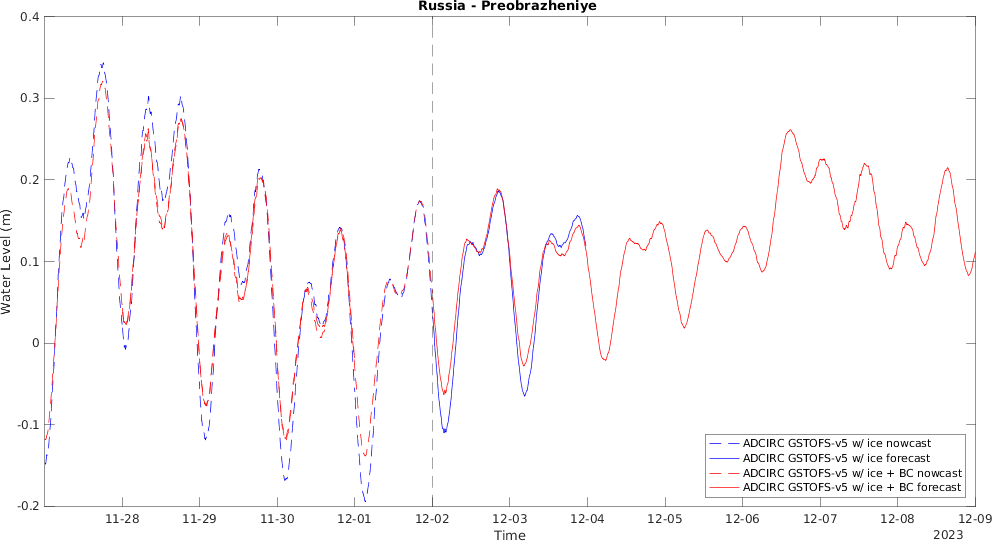 Russia - Preobrazheniye
0.4
0.3
0.2
0.1
0
-0.1
-0.2
Water Level (m)
ADCIRC GSTOFS-v5 w/ ice nowcast
ADCIRC GSTOFS-v5 w/ ice forecast
ADCIRC GSTOFS-v5 w/ ice + BC nowcast
ADCIRC GSTOFS-v5 w/ ice + BC forecast
11-28 11-29 11-30 12-01 12-02 12-03 12-04 12-05 12-06 12-07 12-08 12-09
Time
2023